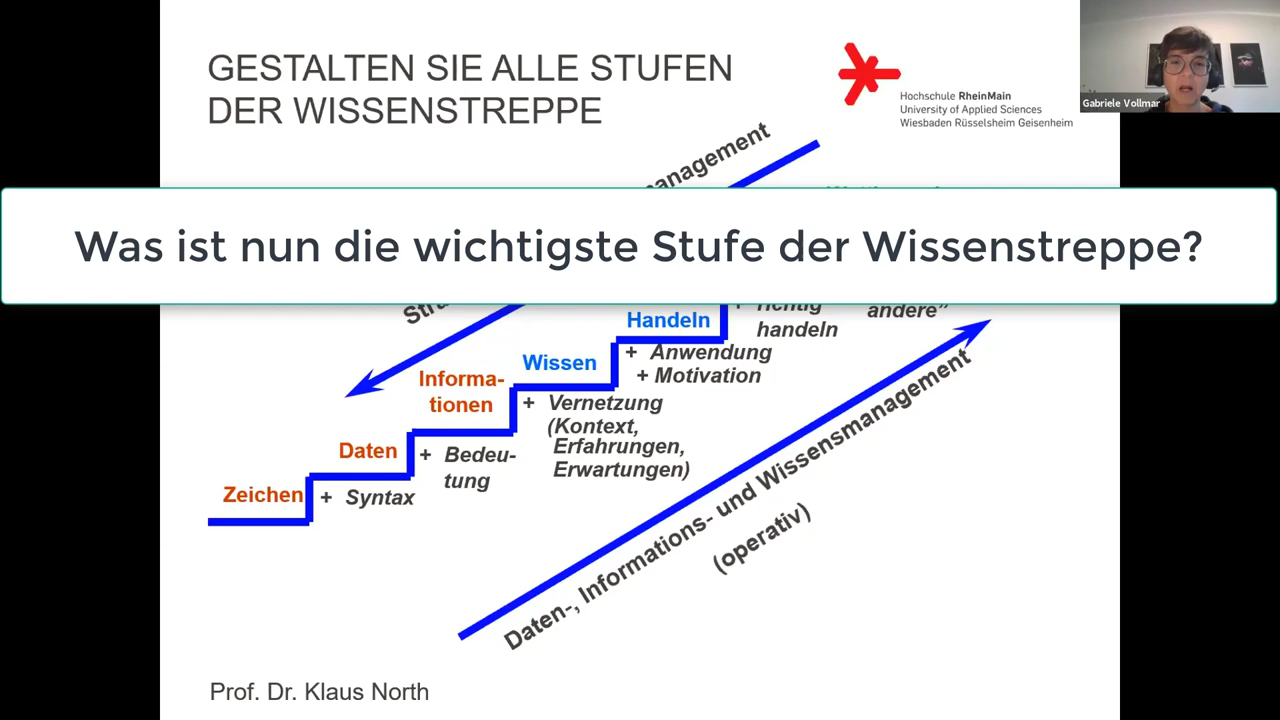 GESTALTEN SIE ALLE STUFEN
DER WISSENSTREPPE
Hochschule RheinMain
University of Applied Sciences
Wiesbaden Rüsselsheim Geisenheim
Gabriele Vollmar
Was ist nun die wichtigste Stufe der Wissenstreppe?
andere”
handeln
Handeln
+ Anwendung
+ Motivation
Wissen
+ Vernetzung
(Kontext,
Erfahrungen,
Erwartungen)
Informa-
tionen
+ Bedeu-
tung
Daten
+ Syntax
Zeichen
Daten-, Informations- und Wissensmanagement
(operativ)
Prof. Dr. Klaus North